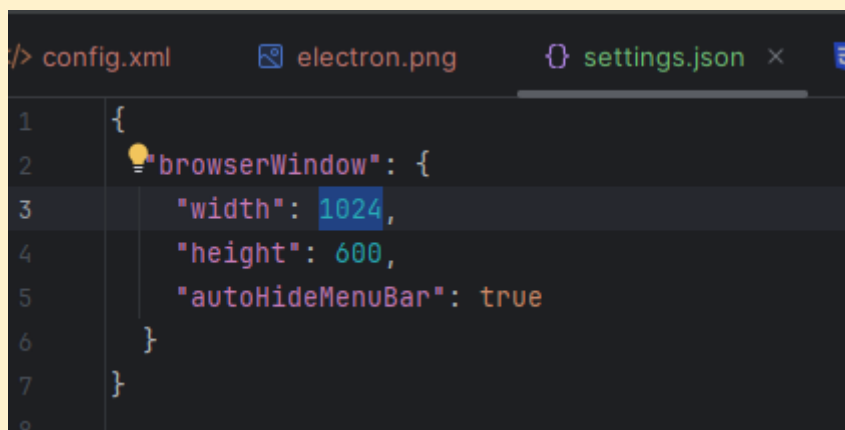 </> config.xml electron.png {} settings.json ×
1 {
2 "browserWindow": {
3 "width": 1024,
4 "height": 600,
5 "autoHideMenuBar": true
6 }
7 }
8